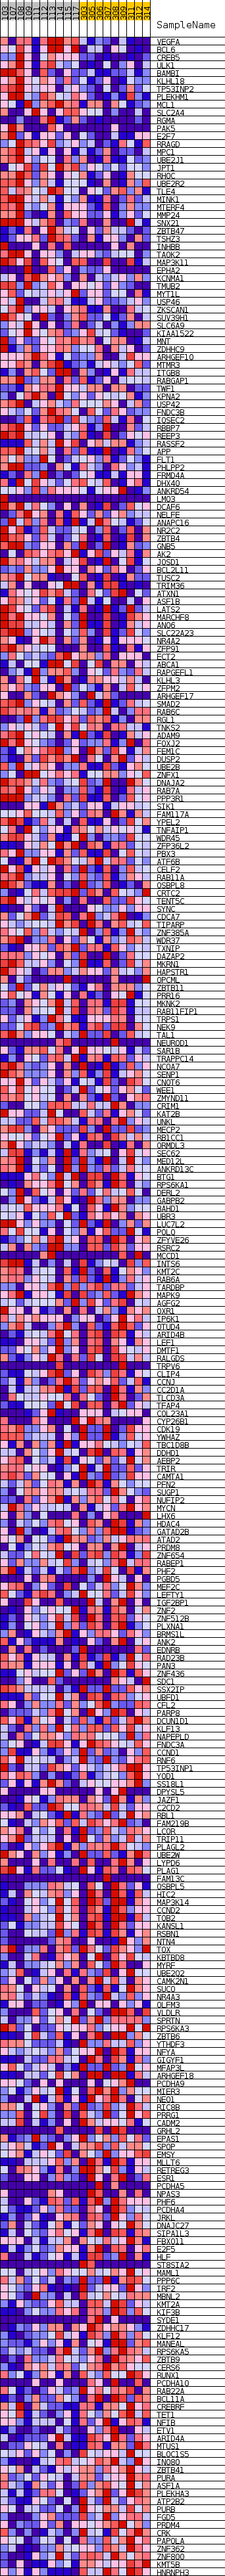 SampleName
VEGFA
BCL6
CREB5
ULK1
BAMBI
KLHL18
TP53INP2
PLEKHM1
MCL1
SLC2A4
RGMA
PAK5
E2F7
RRAGD
MPC1
UBE2J1
JPT1
RHOC
UBE2R2
TLE4
MINK1
MTERF4
MMP24
SNX21
ZBTB47
TSHZ3
INHBB
TAOK2
MAP3K11
EPHA2
KCNMA1
TMUB2
MYT1L
USP46
ZKSCAN1
SUV39H1
SLC6A9
KIAA1522
MNT
ZDHHC9
ARHGEF10
MTMR3
ITGB8
RABGAP1
TWF1
KPNA2
USP42
FNDC3B
IQSEC2
RBBP7
REEP3
RASSF2
APP
FLT1
PHLPP2
FRMD4A
DHX40
ANKRD54
LMO3
DCAF6
NELFE
ANAPC16
NR2C2
ZBTB4
GNB5
AK2
JOSD1
BCL2L11
TUSC2
TRIM36
ATXN1
ASF1B
LATS2
MARCHF8
ANO6
SLC22A23
NR4A2
ZFP91
ECT2
ABCA1
RAPGEFL1
KLHL3
ZFPM2
ARHGEF17
SMAD2
RAB6C
RGL1
TNKS2
ADAM9
FOXJ2
FEM1C
DUSP2
UBE2B
ZNFX1
DNAJA2
RAB7A
PPP3R1
SIK1
FAM117A
YPEL2
TNFAIP1
WDR45
ZFP36L2
PBX3
ATF6B
CELF2
RAB11A
OSBPL8
CRTC2
TENT5C
SYNC
CDCA7
TIPARP
ZNF385A
WDR37
TXNIP
DAZAP2
MKRN1
HAPSTR1
OPCML
ZBTB11
PRR16
MKNK2
RAB11FIP1
TRPS1
NEK9
TAL1
NEUROD1
SAR1B
TRAPPC14
NCOA7
SENP1
CNOT6
WEE1
ZMYND11
CRIM1
KAT2B
UNKL
MECP2
RB1CC1
ORMDL3
SEC62
MED12L
ANKRD13C
BTG1
RPS6KA1
DERL2
GABPB2
BAHD1
UBR3
LUC7L2
POLQ
ZFYVE26
RSRC2
MCCD1
INTS6
KMT2C
RAB6A
TARDBP
MAPK9
AGFG2
OXR1
IP6K1
OTUD4
ARID4B
LEF1
DMTF1
RALGDS
TRPV6
CLIP4
CCNJ
CC2D1A
TLCD3A
TFAP4
COL23A1
CYP26B1
CDK19
YWHAZ
TBC1D8B
DDHD1
AEBP2
TRIR
CAMTA1
PFN2
SUGP1
NUFIP2
MYCN
LHX6
HDAC4
GATAD2B
ATAD2
PRDM8
ZNF654
RABEP1
PHF2
PGBD5
MEF2C
LEFTY1
IGF2BP1
ZNF2
ZNF512B
PLXNA1
BRMS1L
ANK2
EDNRB
RAD23B
PAN3
ZNF436
SDC1
SSX2IP
UBFD1
CFL2
PARP8
DCUN1D1
KLF13
NAPEPLD
FNDC3A
CCND1
RNF6
TP53INP1
YOD1
SS18L1
DPYSL5
JAZF1
C2CD2
RBL1
FAM219B
LCOR
TRIP11
PLAGL2
UBE2W
LYPD6
PLAG1
FAM13C
OSBPL5
HIC2
MAP3K14
CCND2
TOB2
KANSL1
RSBN1
NTN4
TOX
KBTBD8
MYRF
UBE2Q2
CAMK2N1
SUCO
NR4A3
OLFM3
VLDLR
SPRTN
RPS6KA3
ZBTB6
YTHDF3
NFYA
GIGYF1
MFAP3L
ARHGEF18
PCDHA9
MIER3
NEO1
RIC8B
PRRG1
CADM2
GRHL2
EPAS1
SPOP
EMSY
MLLT6
RETREG3
ESR1
PCDHA5
NPAS3
PHF6
PCDHA4
JRKL
DNAJC27
SIPA1L3
FBXO11
E2F5
HLF
ST8SIA2
MAML1
PPP6C
IRF2
MBNL2
KMT2A
KIF3B
SYDE1
ZDHHC17
KLF12
MANEAL
RPS6KA5
ZBTB9
CERS6
RUNX1
PCDHA10
RAB22A
BCL11A
CREBRF
TET1
NFIB
ETV1
ARID4A
MTUS1
BLOC1S5
INO80
ZBTB41
PURA
ASF1A
PLEKHA3
ATP2B2
PURB
FGD5
PRDM4
CRK
PAPOLA
ZNF362
ZNF800
KMT5B
HNRNPH3